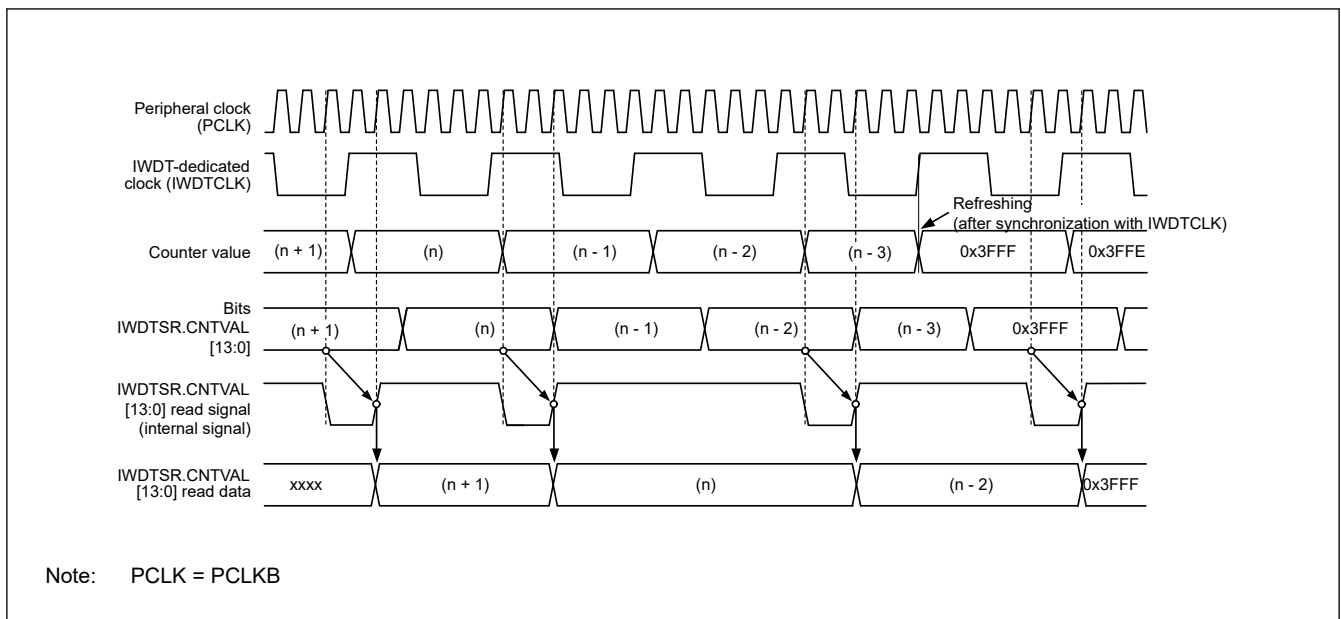 Peripheral clock
(PCLK)
IWDT-dedicated
clock (IWDTCLK)
Refreshing
(after synchronization with IWDTCLK)
Counter value
(n + 1)
(n)
(n - 1)
(n - 2)
(n - 3)
0x3FFF
0x3FFE
Bits
IWDTSR.CNTVAL
[13:0]
(n + 1)
(n)
(n - 1)
(n - 2)
(n - 3)
0x3FFF
IWDTSR.CNTVAL
[13:0] read signal
(internal signal)
IWDTSR.CNTVAL
[13:0] read data
xxxx
(n + 1)
(n)
(n - 2)
0x3FFF
Note: PCLK = PCLKB